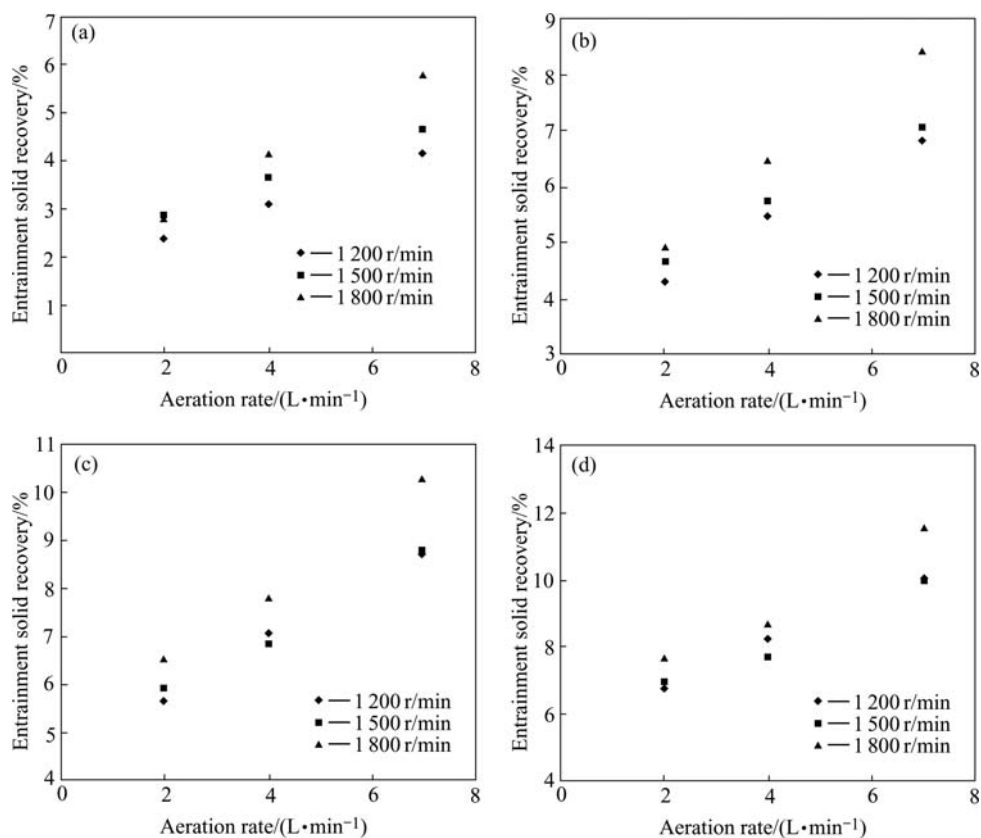 (a)
Entrainment solid recovery/%
7
6
5
4
3
2
1
0 2 4 6 8
Aeration rate/(L•min⁻¹)
◆ — 1 200 r/min
■ — 1 500 r/min
▲ — 1 800 r/min
(b)
Entrainment solid recovery/%
9
8
7
6
5
4
3
0 2 4 6 8
Aeration rate/(L•min⁻¹)
◆ — 1 200 r/min
■ — 1 500 r/min
▲ — 1 800 r/min
(c)
Entrainment solid recovery/%
11
10
9
8
7
6
5
4
0 2 4 6 8
Aeration rate/(L•min⁻¹)
◆ — 1 200 r/min
■ — 1 500 r/min
▲ — 1 800 r/min
(d)
Entrainment solid recovery/%
14
12
10
8
6
4
0 2 4 6 8
Aeration rate/(L•min⁻¹)
◆ — 1 200 r/min
■ — 1 500 r/min
▲ — 1 800 r/min